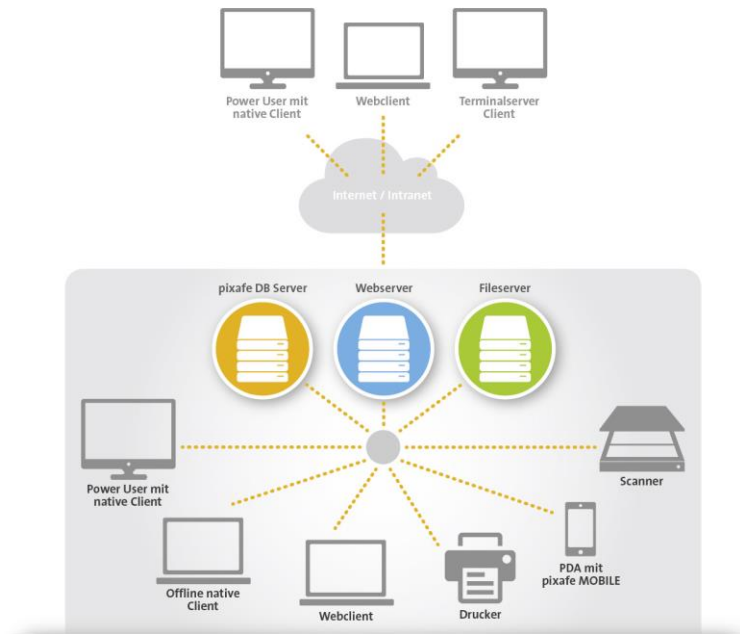 Power User mit
native Client
Webclient
Terminalserver
Client
Internet / Intranet
pixafe DB Server
Webserver
Fileserver
Power User mit
native Client
Scanner
Offline native
Client
Webclient
Drucker
PDA mit
pixafe MOBILE